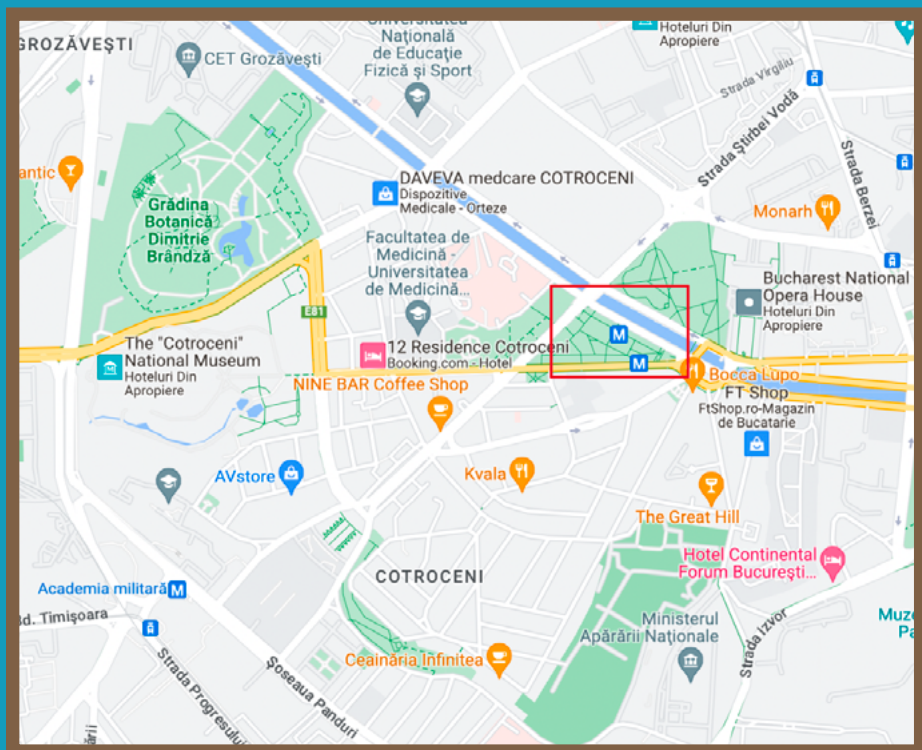 GROZĂVEȘTI
CET Grozăvești
Universitatea
Națională
de Educație
Fizică și Sport
Hoteluri Din
Apropiere
Strada Virgiliu
Strada Știrbei Vodă
Strada Berzei
antic
DAVEVA medcare COTROCENI
Dispozitive
Medicale - Orteze
Monarh
Grădina
Botanică
Dimitrie
Brândză
Facultatea de
Medicină -
Universitatea
de Medicină...
Bucharest National
Opera House
Hoteluri Din
Apropiere
E81
The "Cotroceni"
National Museum
Hoteluri Din
Apropiere
12 Residence Cotroceni
Booking.com - Hotel
M
M
NINE BAR Coffee Shop
Bocca Lupo
FT Shop
FtShop.ro-Magazin
de Bucatarie
AVstore
Kvala
The Great Hill
Hotel Continental
Forum București...
COTROCENI
Academia militară M
Bd. Timișoara
Ministerul
Apărării Naționale
Muze
Pa
Strada Izvor
Ceainăria Infinitea
Șoseaua Panduri
Strada Progresului
ării